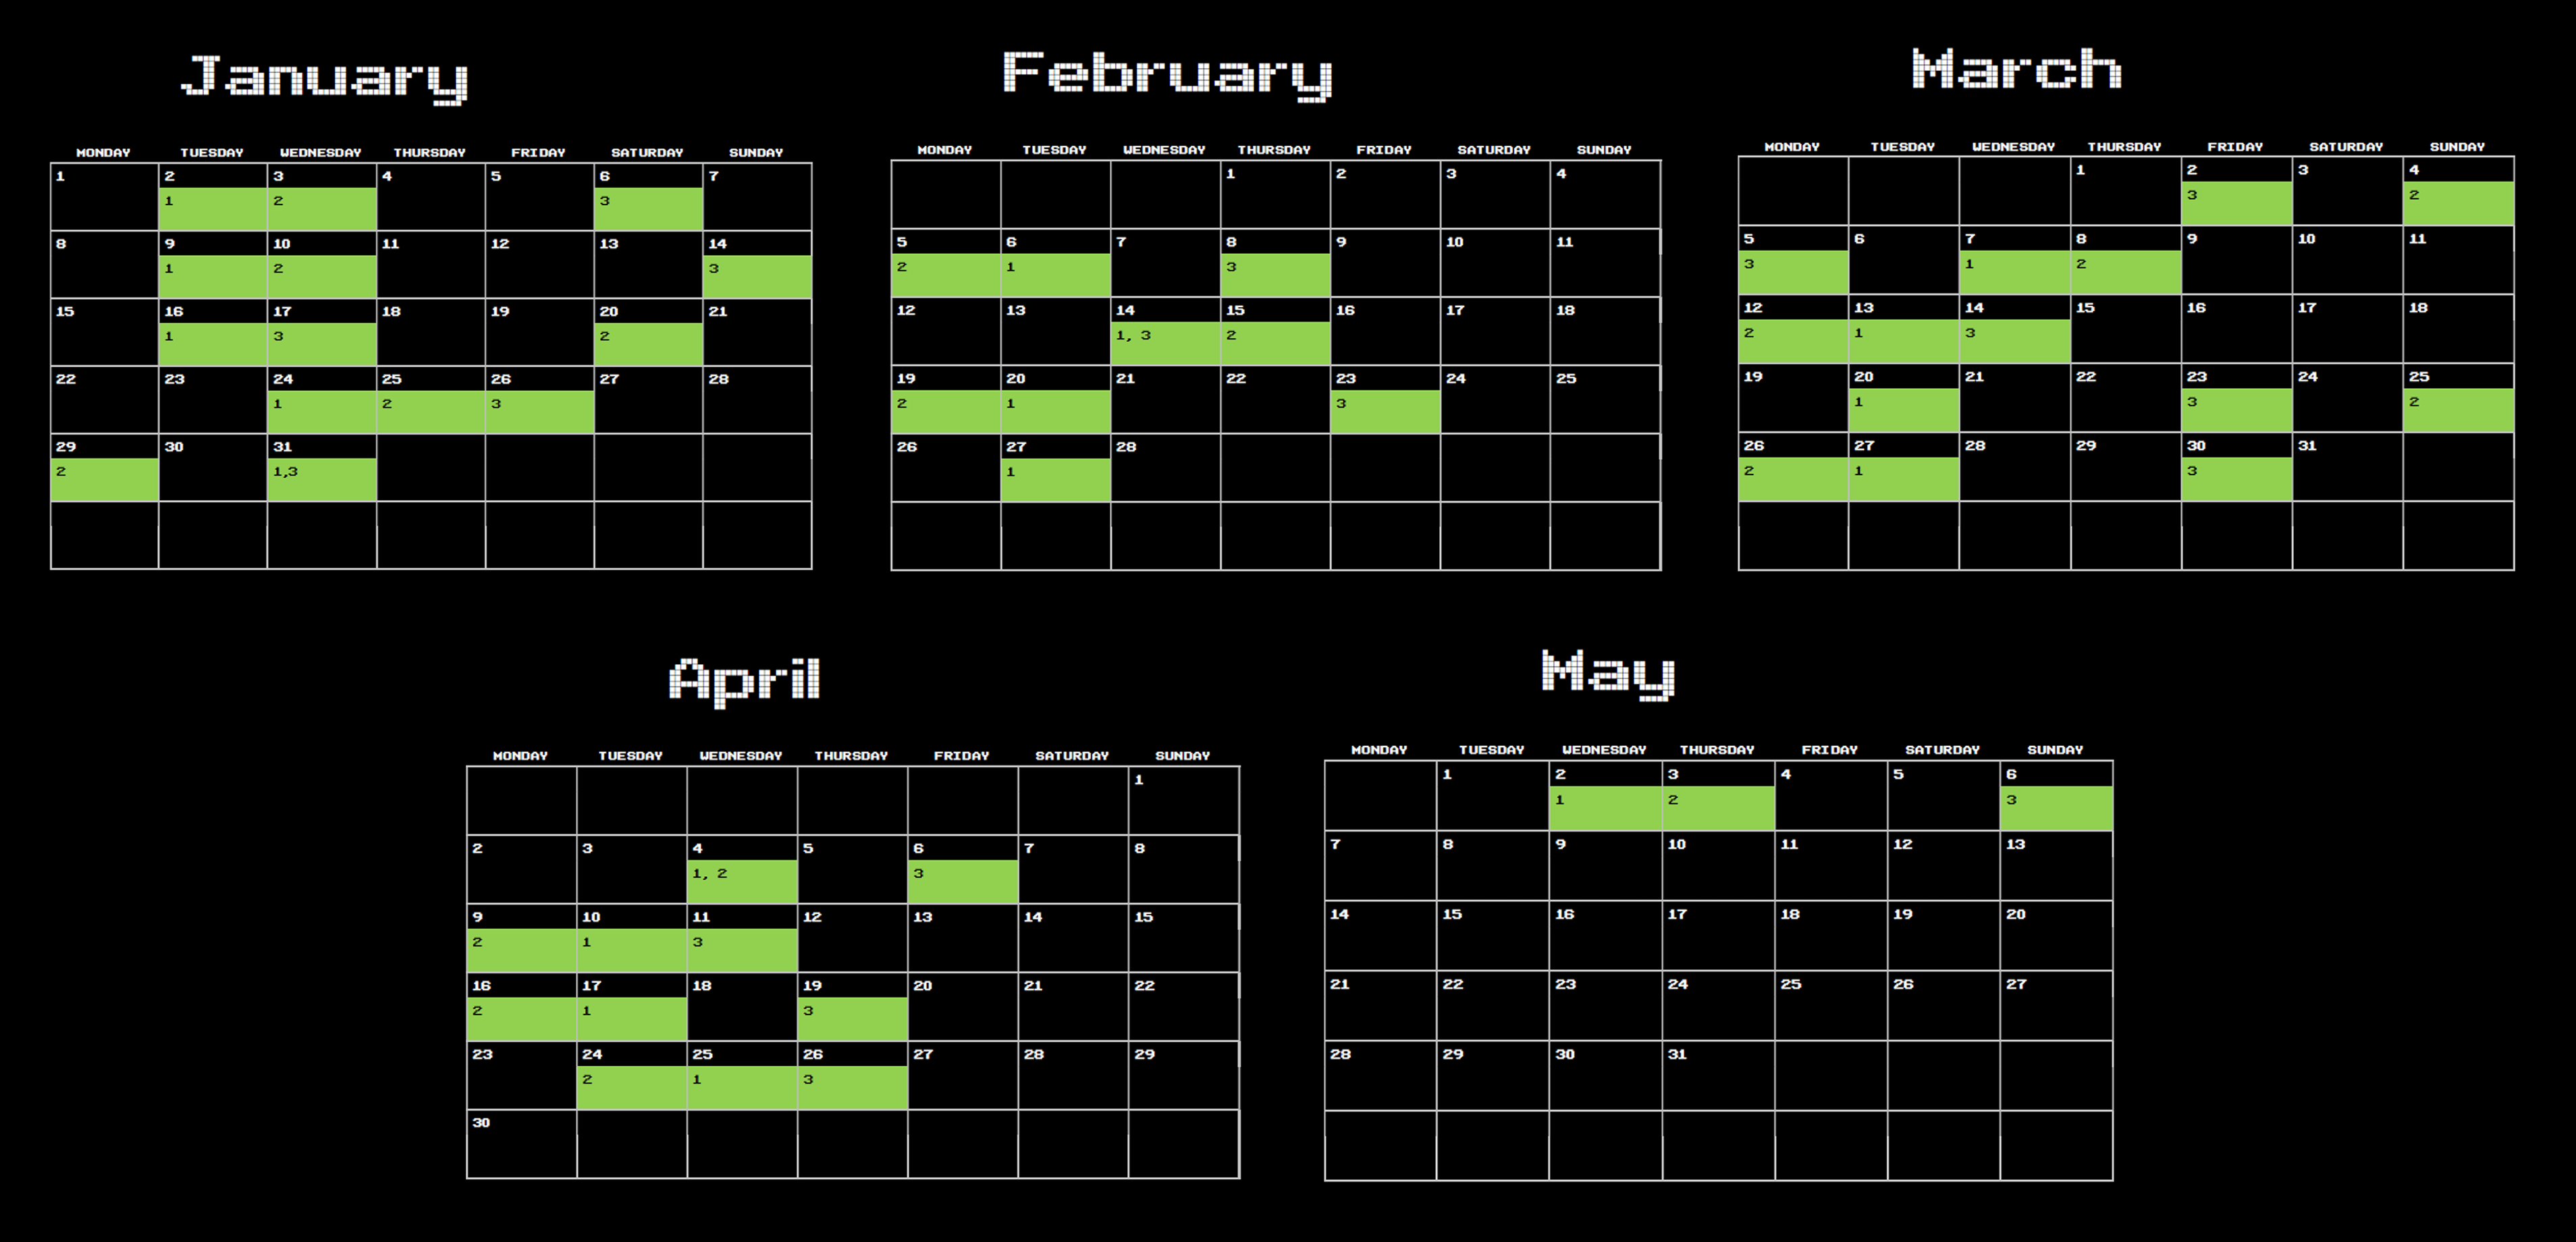 January
MONDAY TUESDAY WEDNESDAY THURSDAY FRIDAY SATURDAY SUNDAY
1 2 3 4 5 6 7
1 2 3
8 9 10 11 12 13 14
1 2 3
15 16 17 18 19 20 21
1 3 2
22 23 24 25 26 27 28
1 2 3
29 30 31
2 1,3
February
MONDAY TUESDAY WEDNESDAY THURSDAY FRIDAY SATURDAY SUNDAY
1 2 3 4
5 6 7 8 9 10 11
2 1 3
12 13 14 15 16 17 18
1, 3 2
19 20 21 22 23 24 25
2 1 3
26 27 28
1
March
MONDAY TUESDAY WEDNESDAY THURSDAY FRIDAY SATURDAY SUNDAY
1 2 3 4
3 2
5 6 7 8 9 10 11
3 1 2
12 13 14 15 16 17 18
2 1 3
19 20 21 22 23 24 25
1 3 2
26 27 28 29 30 31
2 1 3
April
MONDAY TUESDAY WEDNESDAY THURSDAY FRIDAY SATURDAY SUNDAY
1
2 3 4 5 6 7 8
1, 2 3
9 10 11 12 13 14 15
2 1 3
16 17 18 19 20 21 22
2 1 3
23 24 25 26 27 28 29
2 1 3
30
May
MONDAY TUESDAY WEDNESDAY THURSDAY FRIDAY SATURDAY SUNDAY
1 2 3 4 5 6
1 2 3
7 8 9 10 11 12 13
14 15 16 17 18 19 20
21 22 23 24 25 26 27
28 29 30 31